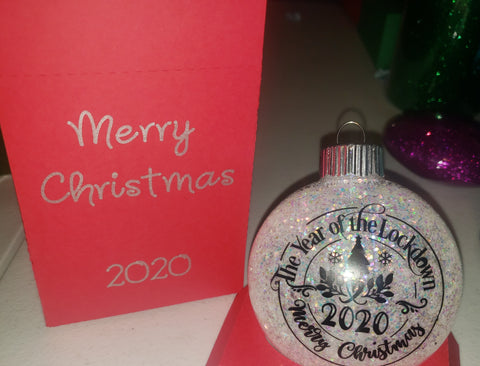 Merry
Christmas
2020
The Year of the Lockdown
2020
Merry Christmas